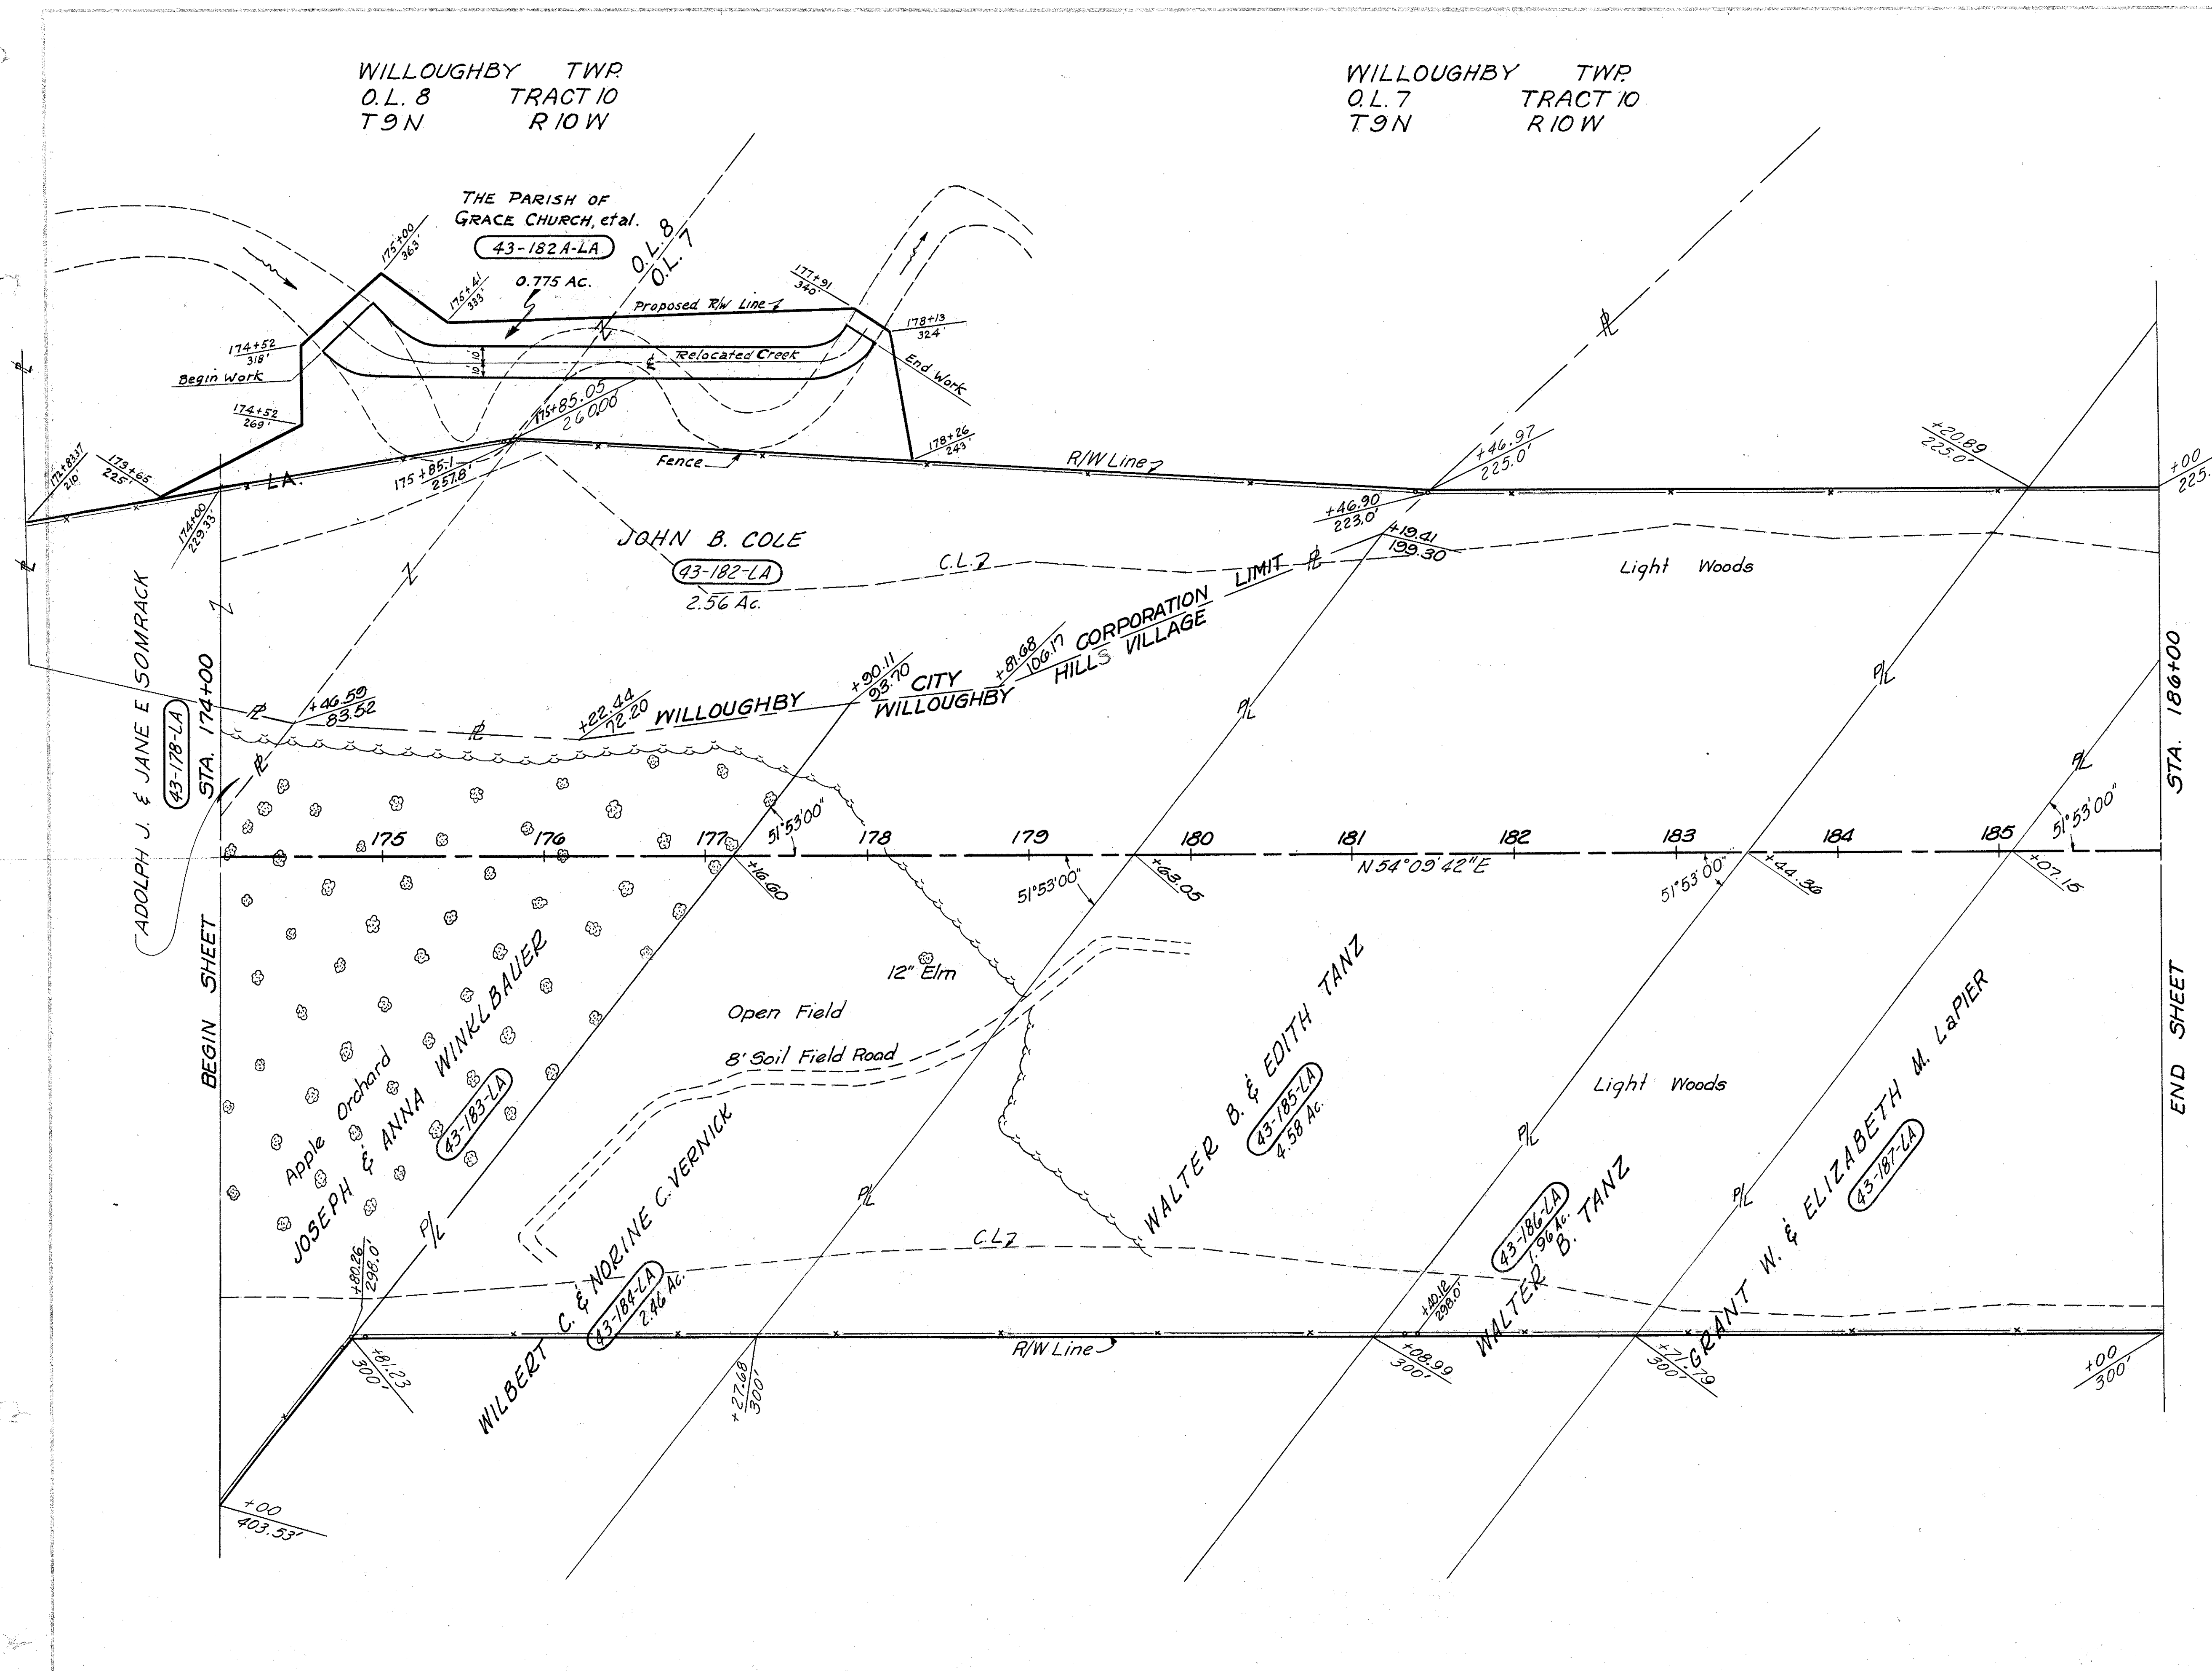 WILLOUGHBY TWP.
O.L. 8 TRACT 10
T 9 N R 10 W
WILLOUGHBY TWP.
O.L. 7 TRACT 10
T 9 N R 10 W
THE PARISH OF
GRACE CHURCH, et al.
43-182A-LA
0.775 AC.
O.L. 8
O.L. 7
175+00
363'
175+41
333'
Proposed R/W Line
177+91
340'
178+13
324'
174+52
318'
Begin Work
10'
10'
℄
Relocated Creek
End Work
174+52
269'
175+85.05
260.00
172+83.37
210'
173+65
225'
LA.
174+00
229.33'
175+85.1
257.8'
Fence
178+26
243'
R/W Line
+46.97
225.0'
+46.90
223.0'
+20.89
225.0'
+00
225.
+19.41
199.30
JOHN B. COLE
43-182-LA
2.56 Ac.
C.L.
Light Woods
ADOLPH J. & JANE E SOMRACK
43-178-LA
STA. 174+00
BEGIN SHEET
+46.59
83.52
+22.44
72.20
+90.11
93.70
+81.68
106.17
WILLOUGHBY CITY CORPORATION LIMIT
WILLOUGHBY HILLS VILLAGE
P/L
P/L
P/L
STA. 186+00
END SHEET
51°53'00"
51°53'00"
175 176 177 178 179 180 181 182 183 184 185
N 54°09'42"E
+16.60
51°53'00"
+63.05
51°53'00"
+44.36
+07.15
12" Elm
Open Field
8' Soil Field Road
Apple Orchard
JOSEPH & ANNA WINKLBAUER
43-183-LA
P/L
WILBERT C. & NORINE C. VERNICK
43-184-LA
2.46 Ac.
P/L
WALTER B. & EDITH TANZ
43-185-LA
4.58 Ac.
Light Woods
P/L
43-186-LA
1.96 Ac.
WALTER B. TANZ
P/L
GRANT W. & ELIZABETH M. LaPIER
43-187-LA
C.L.
+80.26
298.0'
+40.12
298.0'
R/W Line
+81.23
300'
+27.68
300'
+08.99
300'
+71.79
300'
+00
300'
+00
403.53'